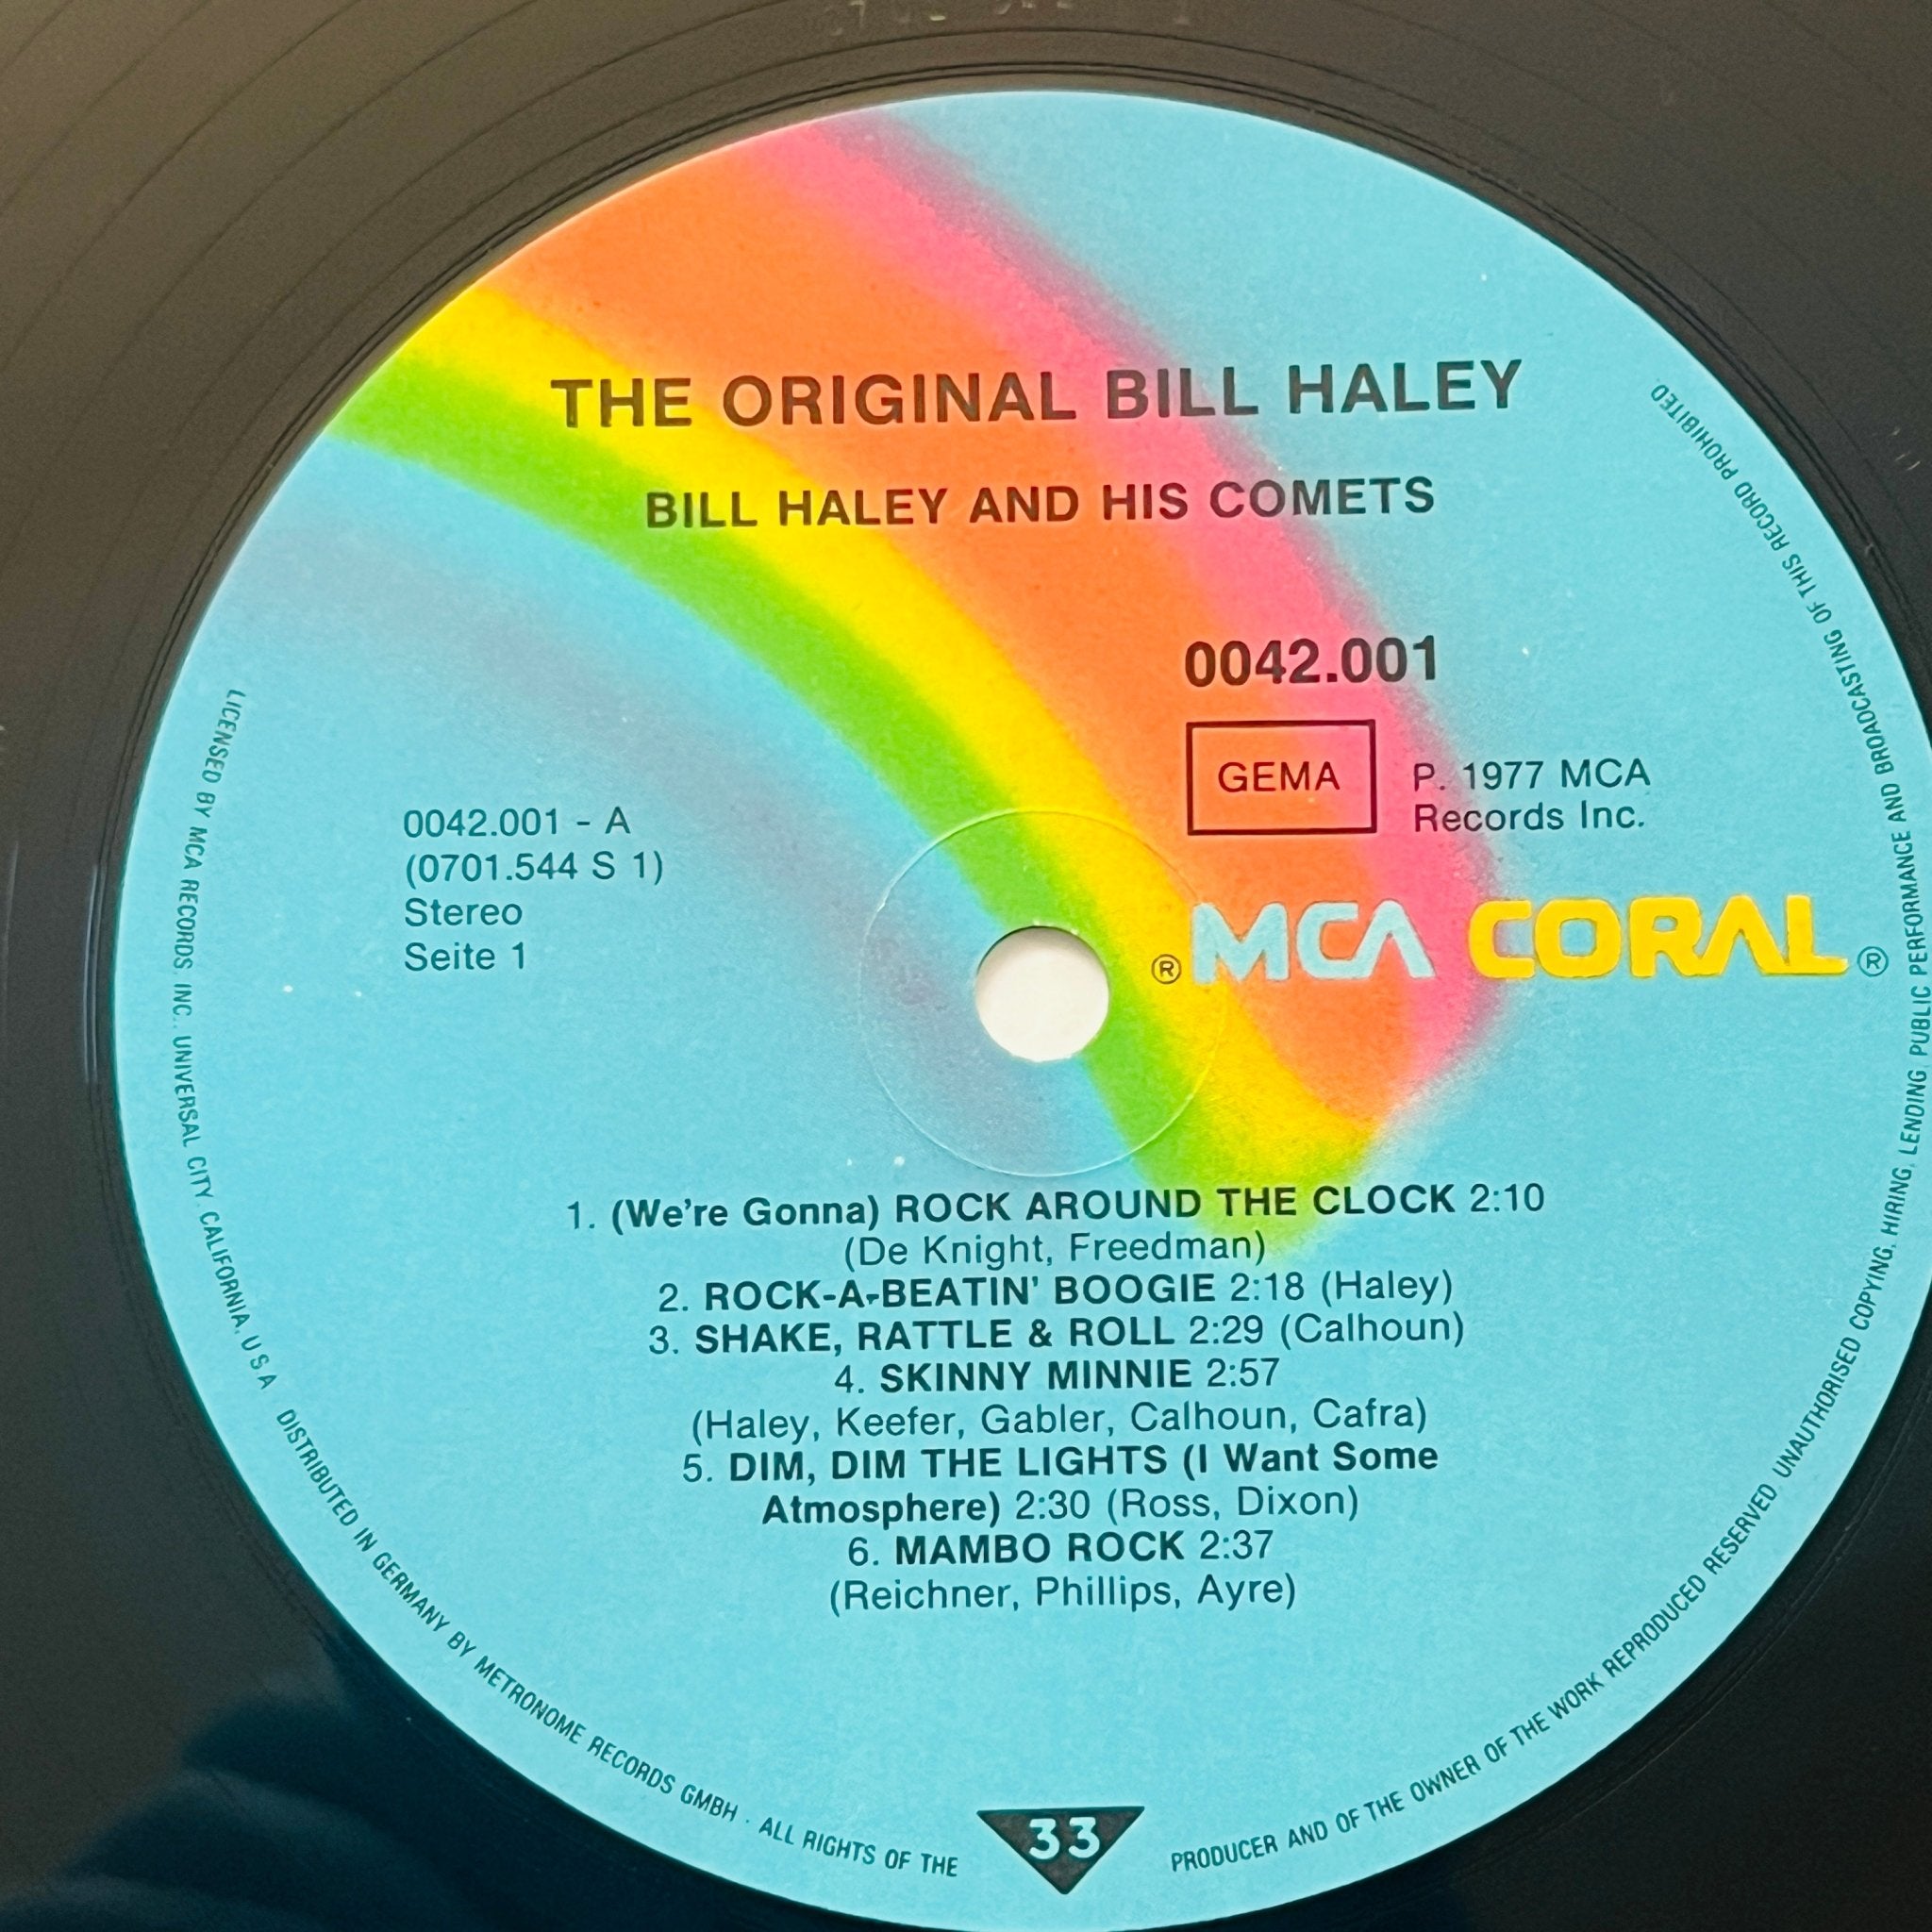 THE ORIGINAL BILL HALEY
BILL HALEY AND HIS COMETS
0042.001
GEMA
P. 1977 MCA
Records Inc.
0042.001 - A
(0701.544 S 1)
Stereo
Seite 1
® MCA CORAL ®
1. (We're Gonna) ROCK AROUND THE CLOCK 2:10
(De Knight, Freedman)
2. ROCK-A-BEATIN' BOOGIE 2:18 (Haley)
3. SHAKE, RATTLE & ROLL 2:29 (Calhoun)
4. SKINNY MINNIE 2:57
(Haley, Keefer, Gabler, Calhoun, Cafra)
5. DIM, DIM THE LIGHTS (I Want Some
Atmosphere) 2:30 (Ross, Dixon)
6. MAMBO ROCK 2:37
(Reichner, Phillips, Ayre)
LICENSED BY MCA RECORDS, INC., UNIVERSAL CITY, CALIFORNIA, U S A DISTRIBUTED IN GERMANY BY METRONOME RECORDS GMBH · ALL RIGHTS OF THE
33
PRODUCER AND OF THE OWNER OF THE WORK REPRODUCED RESERVED UNAUTHORISED COPYING, HIRING, LENDING, PUBLIC PERFORMANCE AND BROADCASTING OF THIS RECORD PROHIBITED.